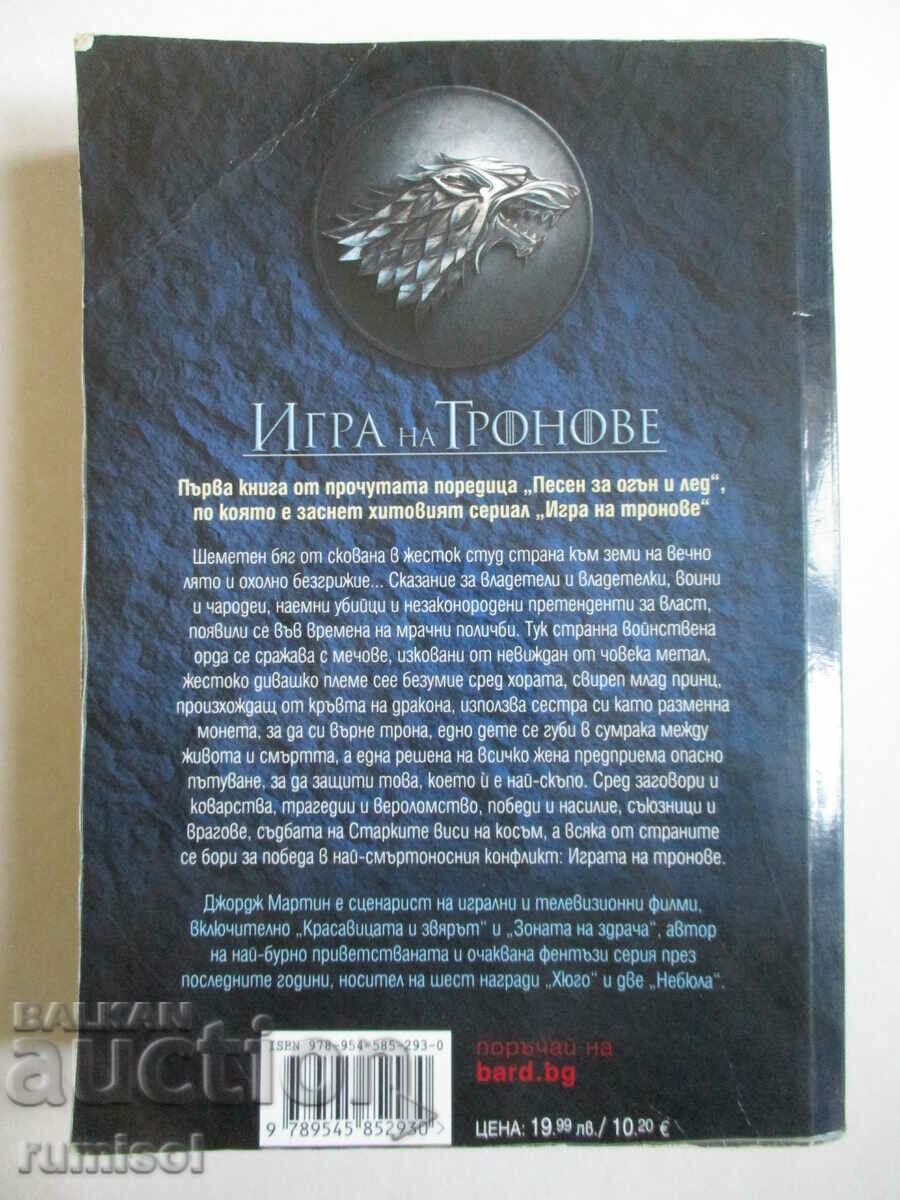 ИГРА НА ТРОНОВЕ
Първа книга от прочутата поредица „Песен за огън и лед“,
по която е заснет хитовият сериал „Игра на тронове“
Шеметен бяг от скована в жесток студ страна към земи на вечно
лято и охолно безгрижие... Сказание за владетели и владетелки, воини
и чародеи, наемни убийци и незаконородени претенденти за власт,
появили се във времена на мрачни поличби. Тук странна войнствена
орда се сражава с мечове, изковани от невиждан от човека метал,
жестоко дивашко племе сее безумие сред хората, свиреп млад принц,
произхождащ от кръвта на дракона, използва сестра си като разменна
монета, за да си върне трона, едно дете се губи в сумрака между
живота и смъртта, а една решена на всичко жена предприема опасно
пътуване, за да защити това, което ѝ е най-скъпо. Сред заговори и
коварства, трагедии и вероломство, победи и насилие, съюзници и
врагове, съдбата на Старките виси на косъм, а всяка от страните
се бори за победа в най-смъртоносния конфликт: Играта на тронове.
Джордж Мартин е сценарист на игрални и телевизионни филми,
включително „Красавицата и звярът“ и „Зоната на здрача“, автор
на най-бурно приветстваната и очаквана фентъзи серия през
последните години, носител на шест награди „Хюго“ и две „Небюла“.
ISBN 978-954-585-293-0
9 789545 852930
поръчай на
bard.bg
ЦЕНА: 19.99 лв./ 10.20 €
BALKAN
auction
rumisol